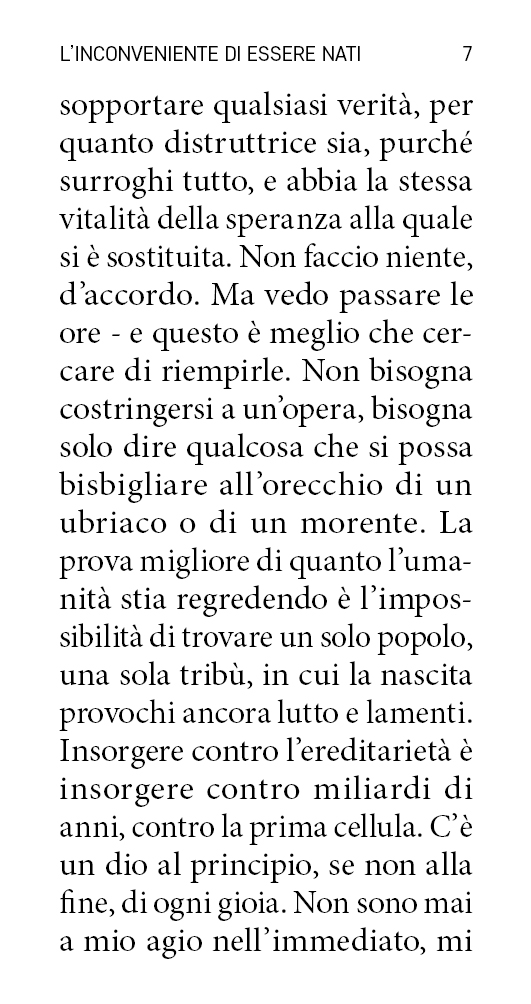 L’INCONVENIENTE DI ESSERE NATI 7
sopportare qualsiasi verità, per
quanto distruttrice sia, purché
surroghi tutto, e abbia la stessa
vitalità della speranza alla quale
si è sostituita. Non faccio niente,
d’accordo. Ma vedo passare le
ore - e questo è meglio che cer-
care di riempirle. Non bisogna
costringersi a un’opera, bisogna
solo dire qualcosa che si possa
bisbigliare all’orecchio di un
ubriaco o di un morente. La
prova migliore di quanto l’uma-
nità stia regredendo è l’impos-
sibilità di trovare un solo popolo,
una sola tribù, in cui la nascita
provochi ancora lutto e lamenti.
Insorgere contro l’ereditarietà è
insorgere contro miliardi di
anni, contro la prima cellula. C’è
un dio al principio, se non alla
fine, di ogni gioia. Non sono mai
a mio agio nell’immediato, mi